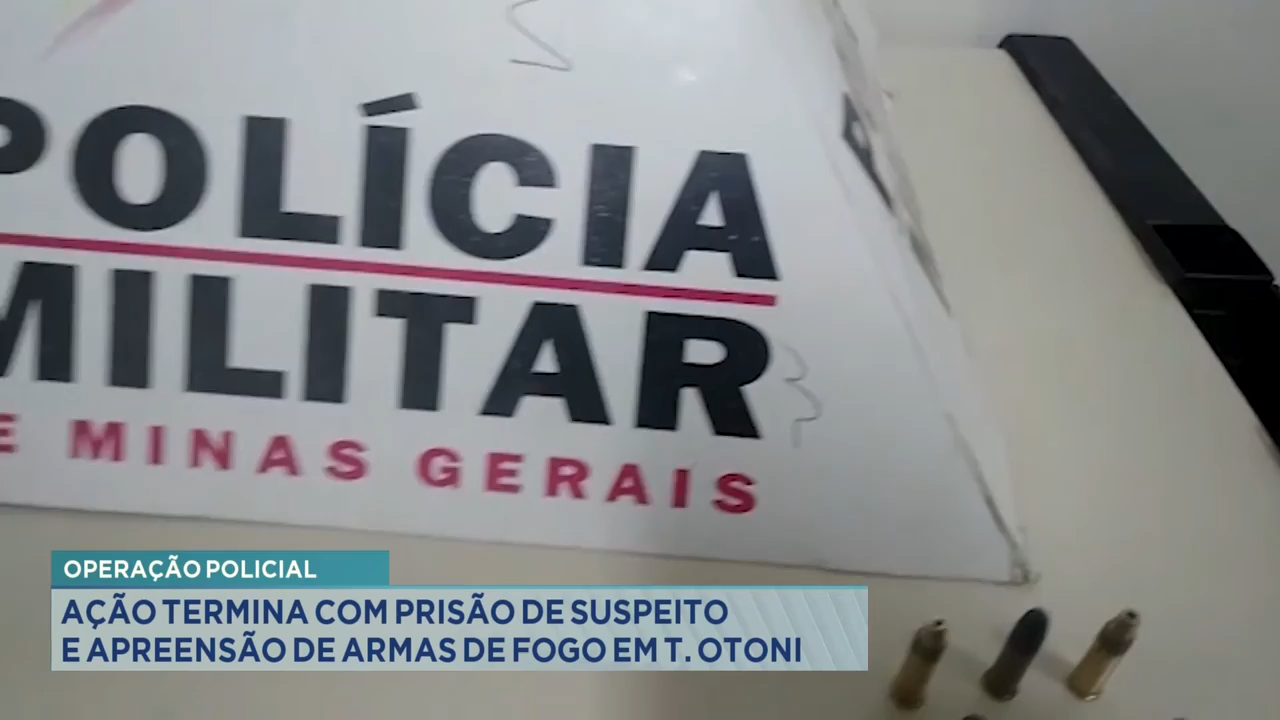 POLÍCIA
MILITAR
E MINAS GERAIS
OPERAÇÃO POLICIAL
AÇÃO TERMINA COM PRISÃO DE SUSPEITO
E APREENSÃO DE ARMAS DE FOGO EM T. OTONI